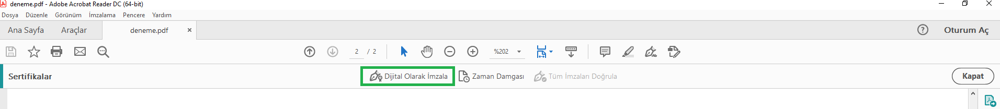 deneme.pdf - Adobe Acrobat Reader DC (64-bit)
Dosya Düzenle Görünüm İmzalama Pencere Yardım
Ana Sayfa Araçlar deneme.pdf × ? Oturum Aç
2 / 2 %202
Sertifikalar Dijital Olarak İmzala Zaman Damgası Tüm İmzaları Doğrula Kapat